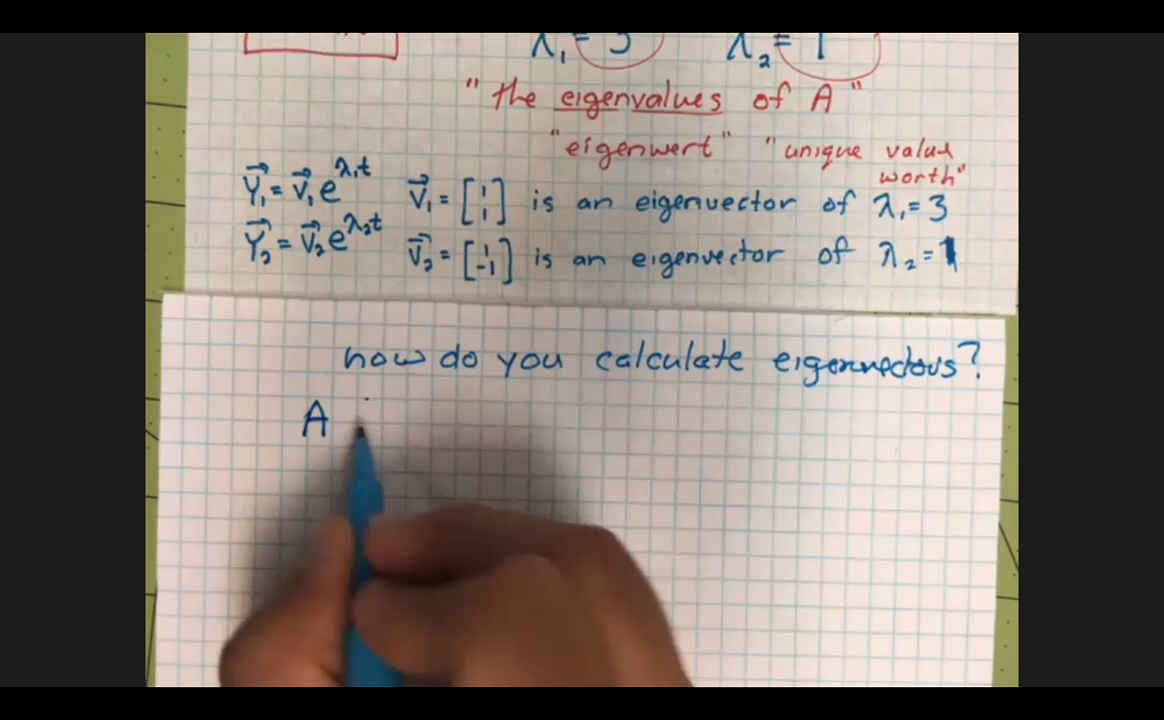 λ₁ = 3 λ₂ = 1
"the eigenvalues of A"
"eigenwert" "unique value
worth"
Y⃗₁ = v⃗₁e^λ₁t v⃗₁ = [1 1] is an eigenvector of λ₁ = 3
Y⃗₂ = v⃗₂e^λ₂t v⃗₂ = [1 -1] is an eigenvector of λ₂ = 1
how do you calculate eigenvectors?
A